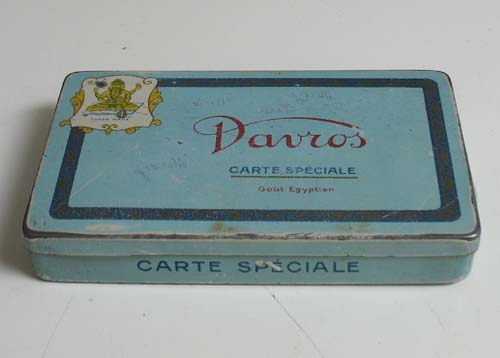 Davros
CARTE SPÉCIALE
Goût Egyptien
CARTE SPÉCIALE